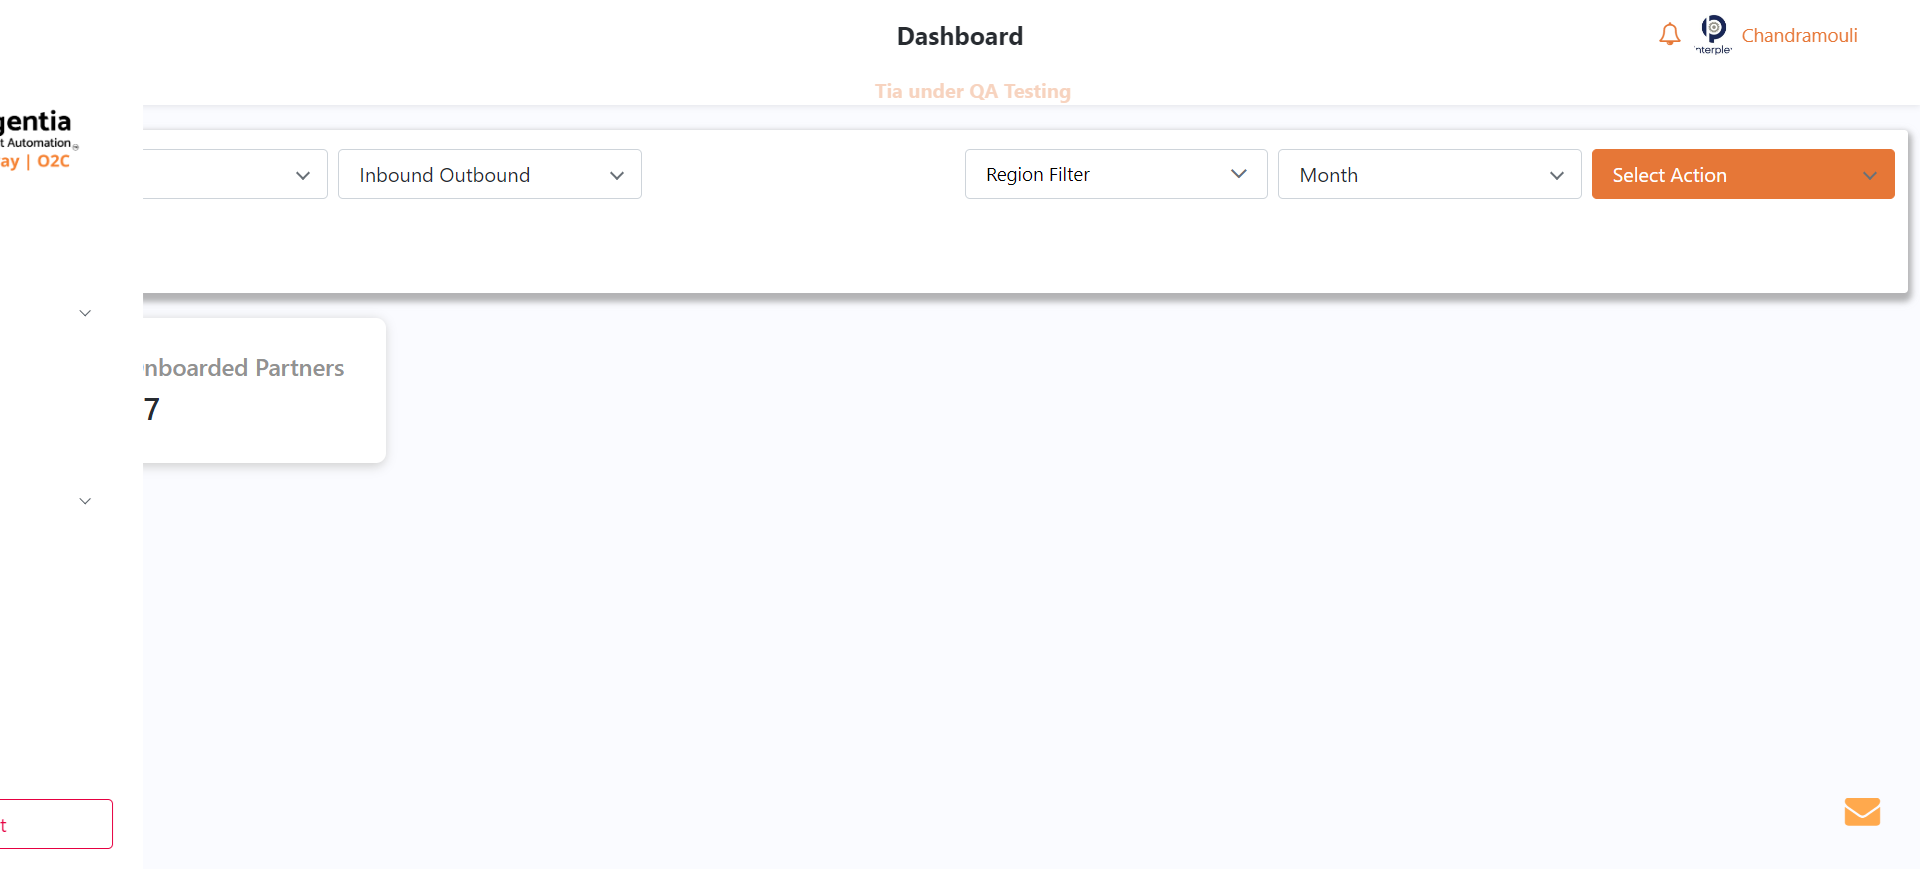 Dashboard
Chandramouli
Tia under QA Testing
gentia
t Automation
ay | O2C
Inbound Outbound
Region Filter
Month
Select Action
nboarded Partners
7
t